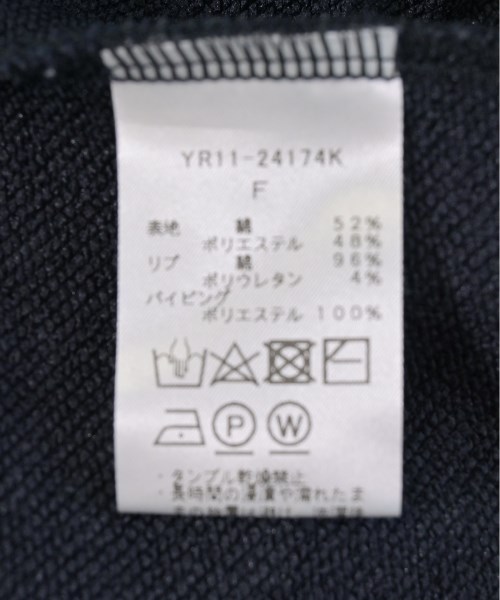 YR11-24174K
F
表地 綿 52%
ポリエステル 48%
リブ 綿 96%
ポリウレタン 4%
パイピング
ポリエステル 100%
P W
・タンブル乾燥禁止
・長時間の浸漬や濡れたま